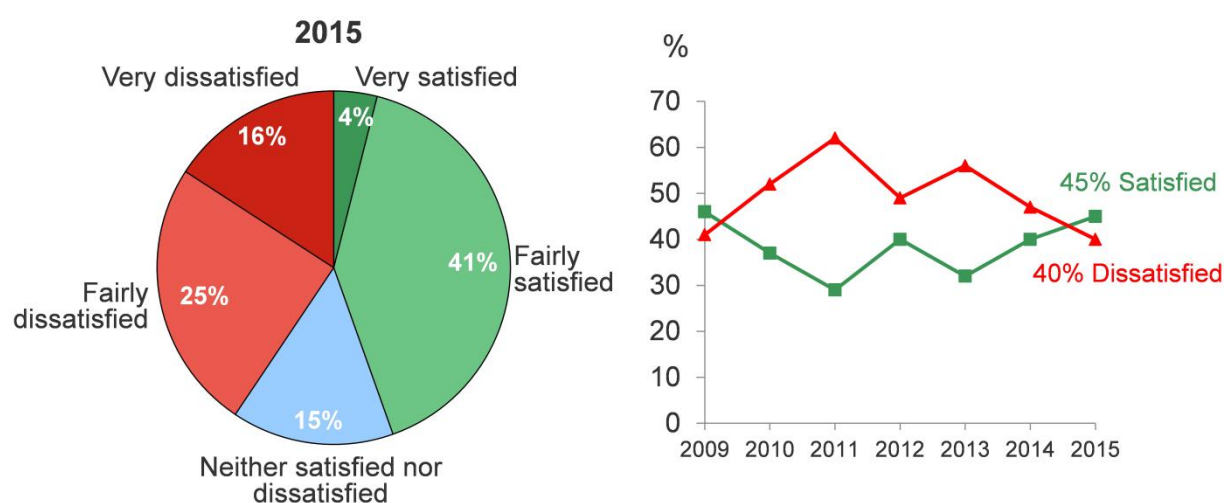 2015
Very dissatisfied
Very satisfied
16%
4%
41%
Fairly
satisfied
25%
Fairly
dissatisfied
15%
Neither satisfied nor
dissatisfied
%
70
60
50
40
30
20
10
0
2009 2010 2011 2012 2013 2014 2015
45% Satisfied
40% Dissatisfied